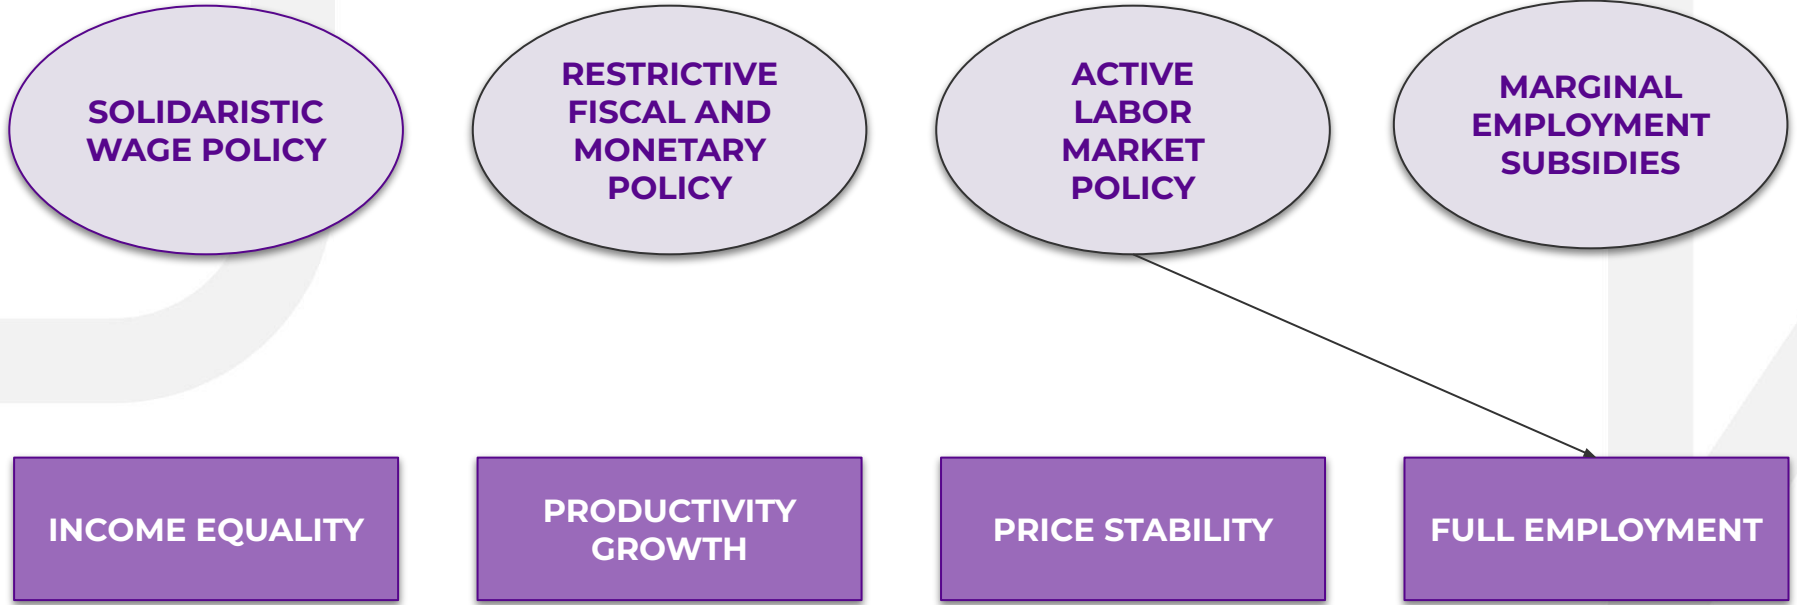 SOLIDARISTIC
WAGE POLICY
RESTRICTIVE
FISCAL AND
MONETARY
POLICY
ACTIVE
LABOR
MARKET
POLICY
MARGINAL
EMPLOYMENT
SUBSIDIES
INCOME EQUALITY
PRODUCTIVITY
GROWTH
PRICE STABILITY
FULL EMPLOYMENT